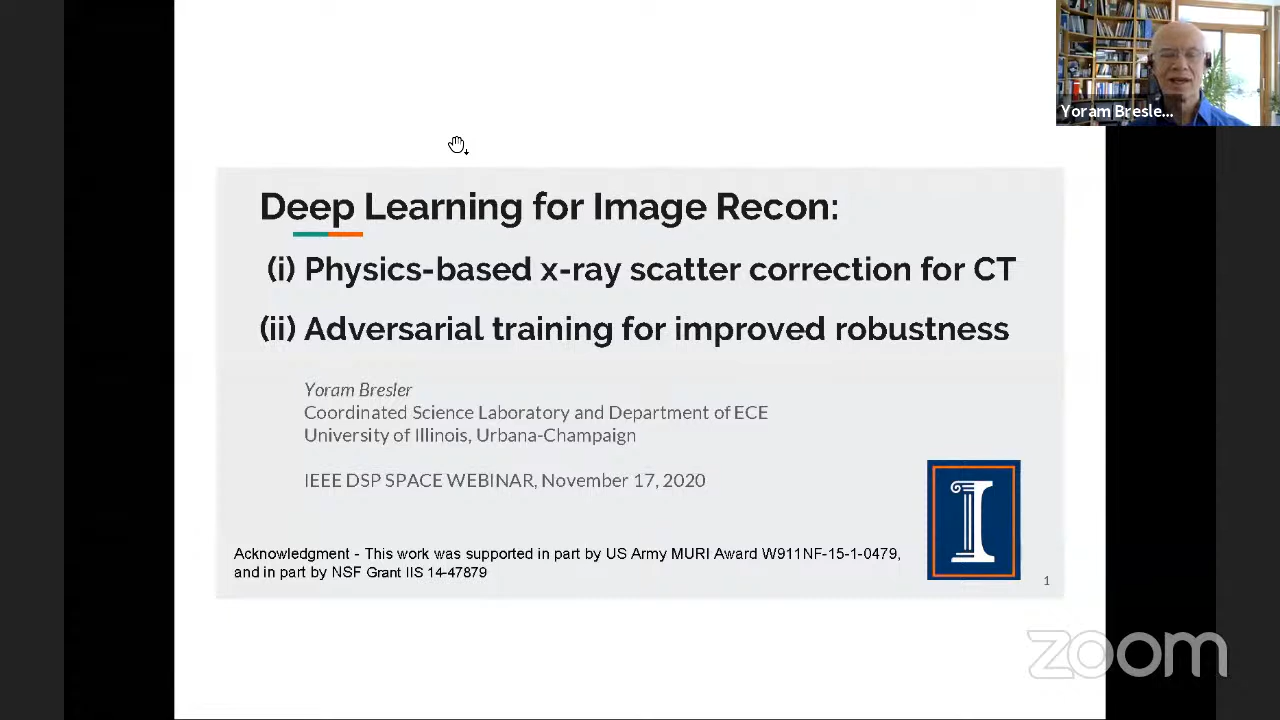 Yoram Bresle...
Deep Learning for Image Recon:
(i) Physics-based x-ray scatter correction for CT
(ii) Adversarial training for improved robustness
Yoram Bresler
Coordinated Science Laboratory and Department of ECE
University of Illinois, Urbana-Champaign
IEEE DSP SPACE WEBINAR, November 17, 2020
Acknowledgment - This work was supported in part by US Army MURI Award W911NF-15-1-0479,
and in part by NSF Grant IIS 14-47879
I
1
zoom